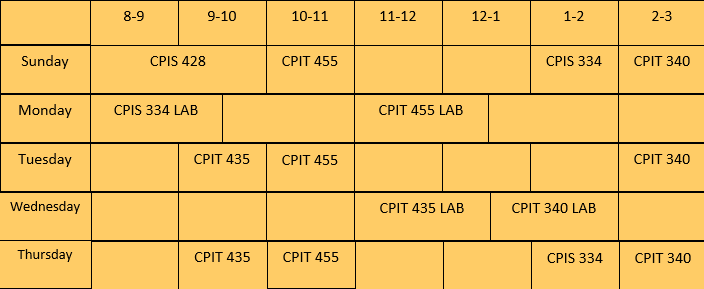 8-9 9-10 10-11 11-12 12-1 1-2 2-3
Sunday CPIS 428 CPIT 455 CPIS 334 CPIT 340
Monday CPIS 334 LAB CPIT 455 LAB
Tuesday CPIT 435 CPIT 455 CPIT 340
Wednesday CPIT 435 LAB CPIT 340 LAB
Thursday CPIT 435 CPIT 455 CPIS 334 CPIT 340